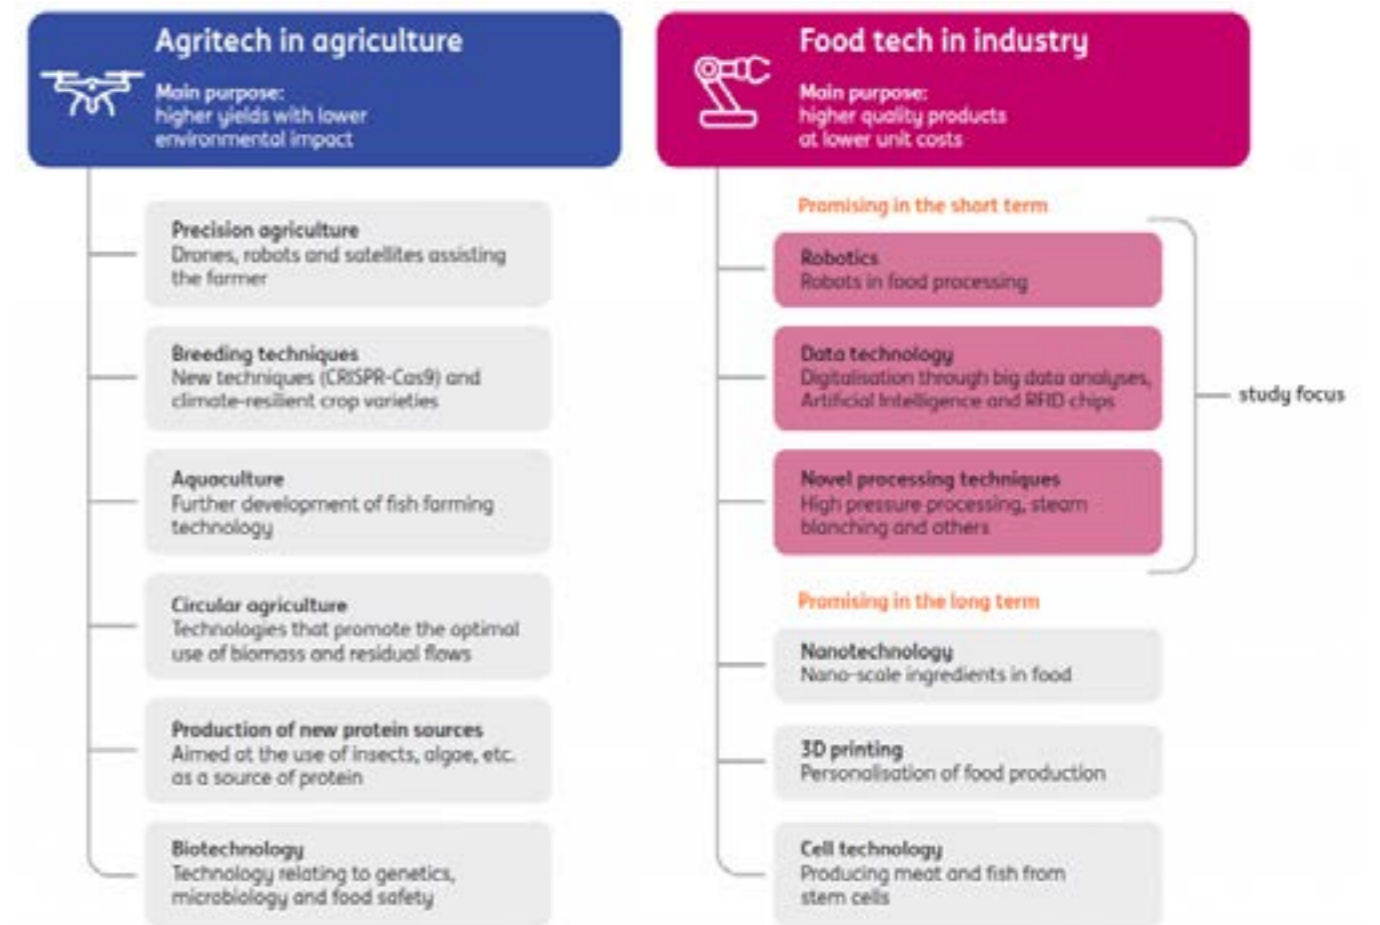 Agritech in agriculture
Main purpose:
higher yields with lower
environmental impact
Precision agriculture
Drones, robots and satellites assisting
the farmer
Breeding techniques
New techniques (CRISPR-Cas9) and
climate-resilient crop varieties
Aquaculture
Further development of fish farming
technology
Circular agriculture
Technologies that promote the optimal
use of biomass and residual flows
Production of new protein sources
Aimed at the use of insects, algae, etc.
as a source of protein
Biotechnology
Technology relating to genetics,
microbiology and food safety
Food tech in industry
Main purpose:
higher quality products
at lower unit costs
Promising in the short term
Robotics
Robots in food processing
Data technology
Digitalisation through big data analyses,
Artificial Intelligence and RFID chips
Novel processing techniques
High pressure processing, steam
blanching and others
study focus
Promising in the long term
Nanotechnology
Nano-scale ingredients in food
3D printing
Personalisation of food production
Cell technology
Producing meat and fish from
stem cells